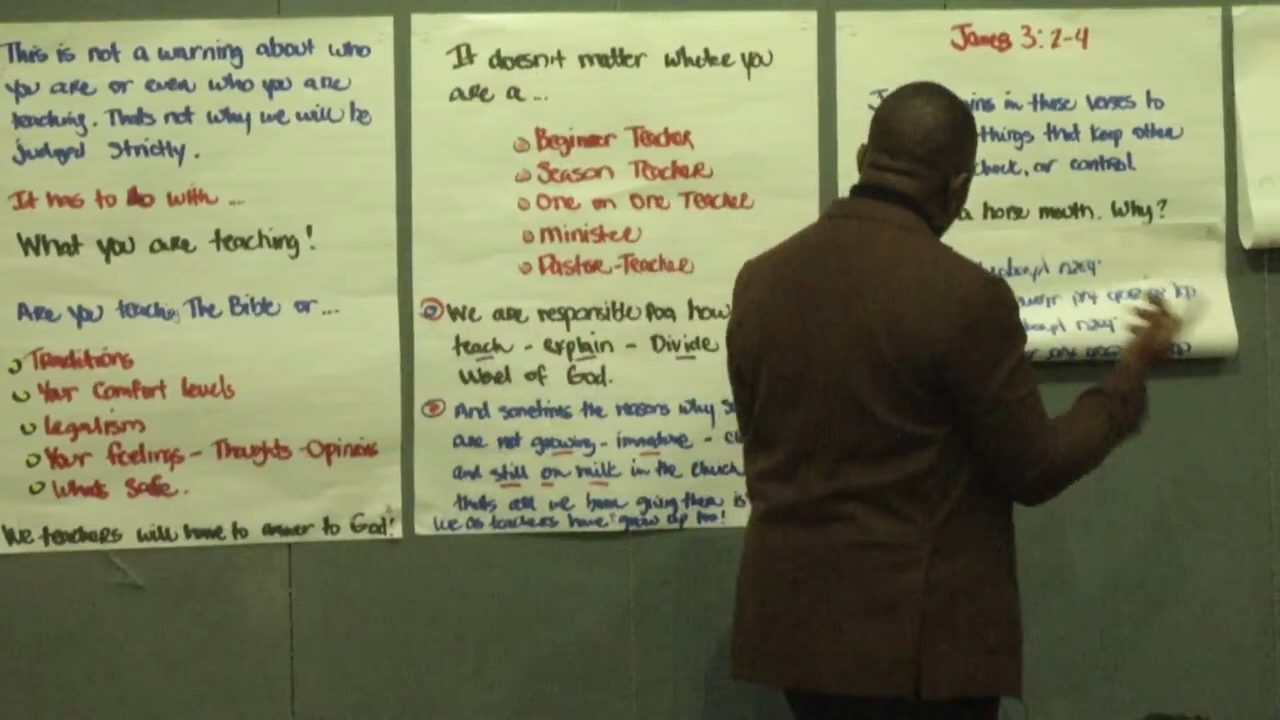 This is not a warning about who
you are or even who you are
teaching. Thats not why we will be
judged strictly.
It has to do with ...
What you are teaching!
Are you teaching The Bible or ...
Traditions
Your Comfort levels
Legalism
Your feelings - Thoughts - Opinions
Whats Safe.
We teachers will have to answer to God!
It doesn't matter
you
are a ...
Beginner Teacher
Season Teacher
One on One Teacher
Minister
Pastor-Teacher
We are responsible for how
teach - explain - Divide
Word of God.
And sometimes the reasons why
are not growing - immature -
and still on milk in the church
thats all we been giving them is
We as teachers have grow up too!
James 3:2-4
in these verses to
things that keep other
check, or control
a horse mouth. Why?